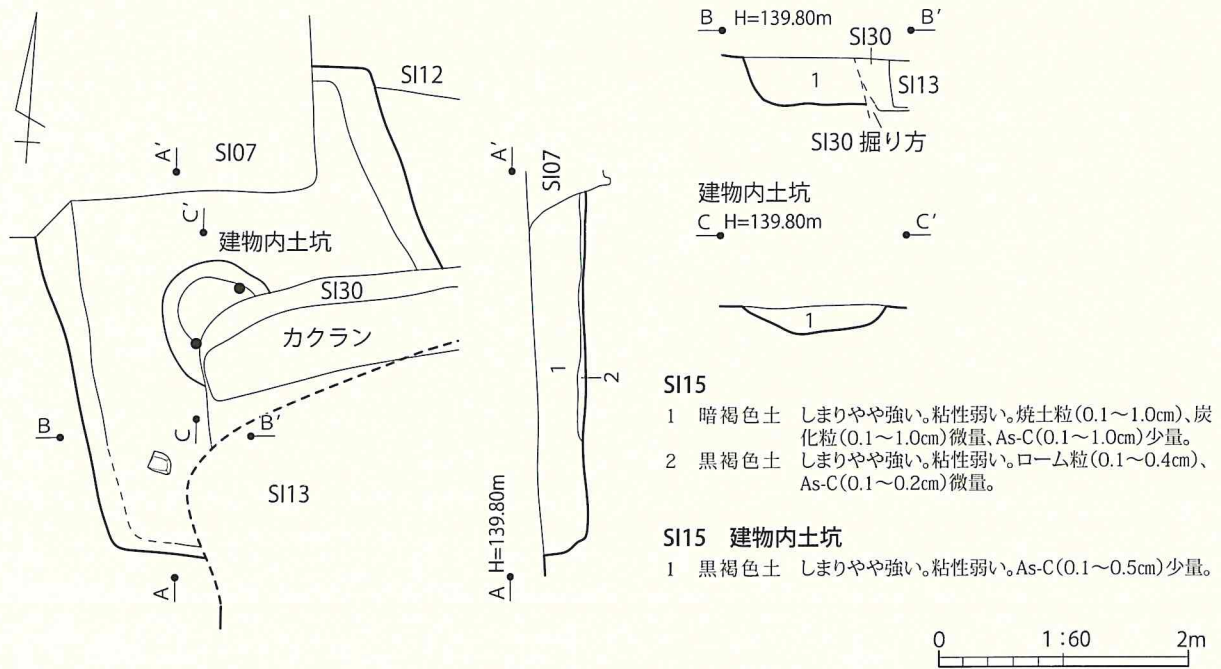 SI12
SI07
A′
C′
建物内土坑
SI30
カクラン
B
C
B′
SI13
A
A′
SI07
1
2
A H=139.80m
B H=139.80m B′
SI30
1
SI13
SI30 掘り方
建物内土坑
C H=139.80m C′
1
SI15
1 暗褐色土 しまりやや強い。粘性弱い。焼土粒(0.1～1.0㎝)、炭
化粒(0.1～1.0㎝)微量、As-C(0.1～1.0㎝)少量。
2 黒褐色土 しまりやや強い。粘性弱い。ローム粒(0.1～0.4㎝)、
As-C(0.1～0.2㎝)微量。
SI15 建物内土坑
1 黒褐色土 しまりやや強い。粘性弱い。As-C(0.1～0.5㎝)少量。
0 1:60 2m